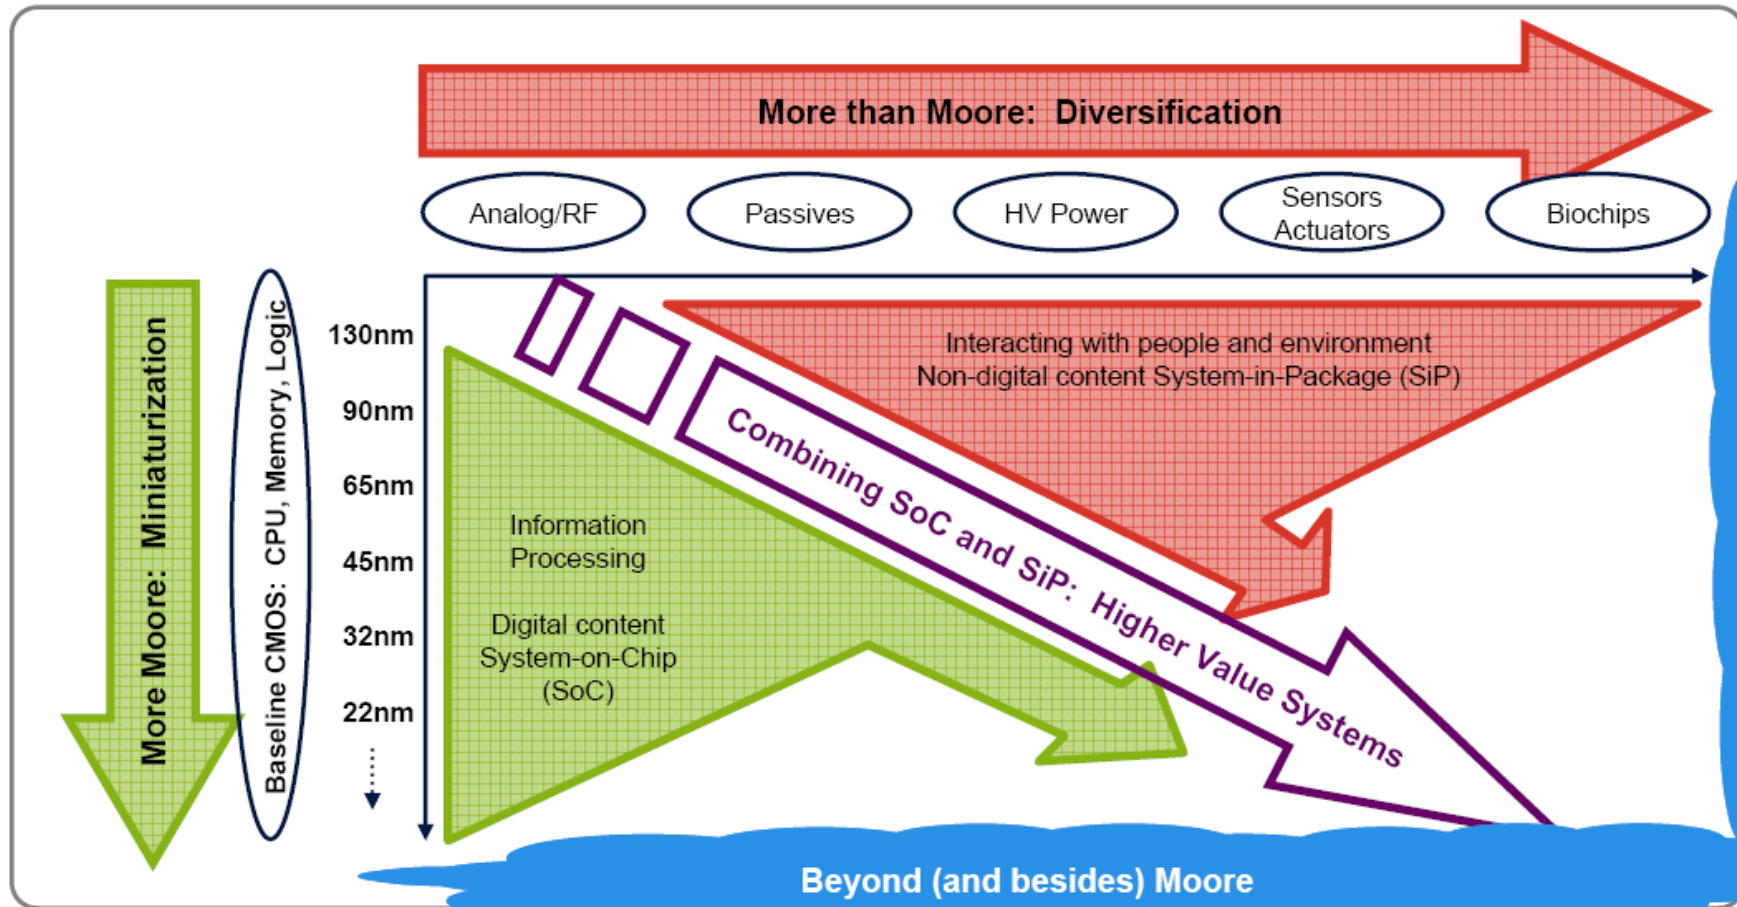 More than Moore:  Diversification
Analog/RF
Passives
HV Power
Sensors
Actuators
Biochips
More Moore:  Miniaturization
Baseline CMOS:  CPU, Memory, Logic
130nm
90nm
65nm
45nm
32nm
22nm
Interacting with people and environment
Non-digital content System-in-Package (SiP)
Combining SoC and SiP:  Higher Value Systems
Information
Processing
Digital content
System-on-Chip
(SoC)
Beyond (and besides) Moore